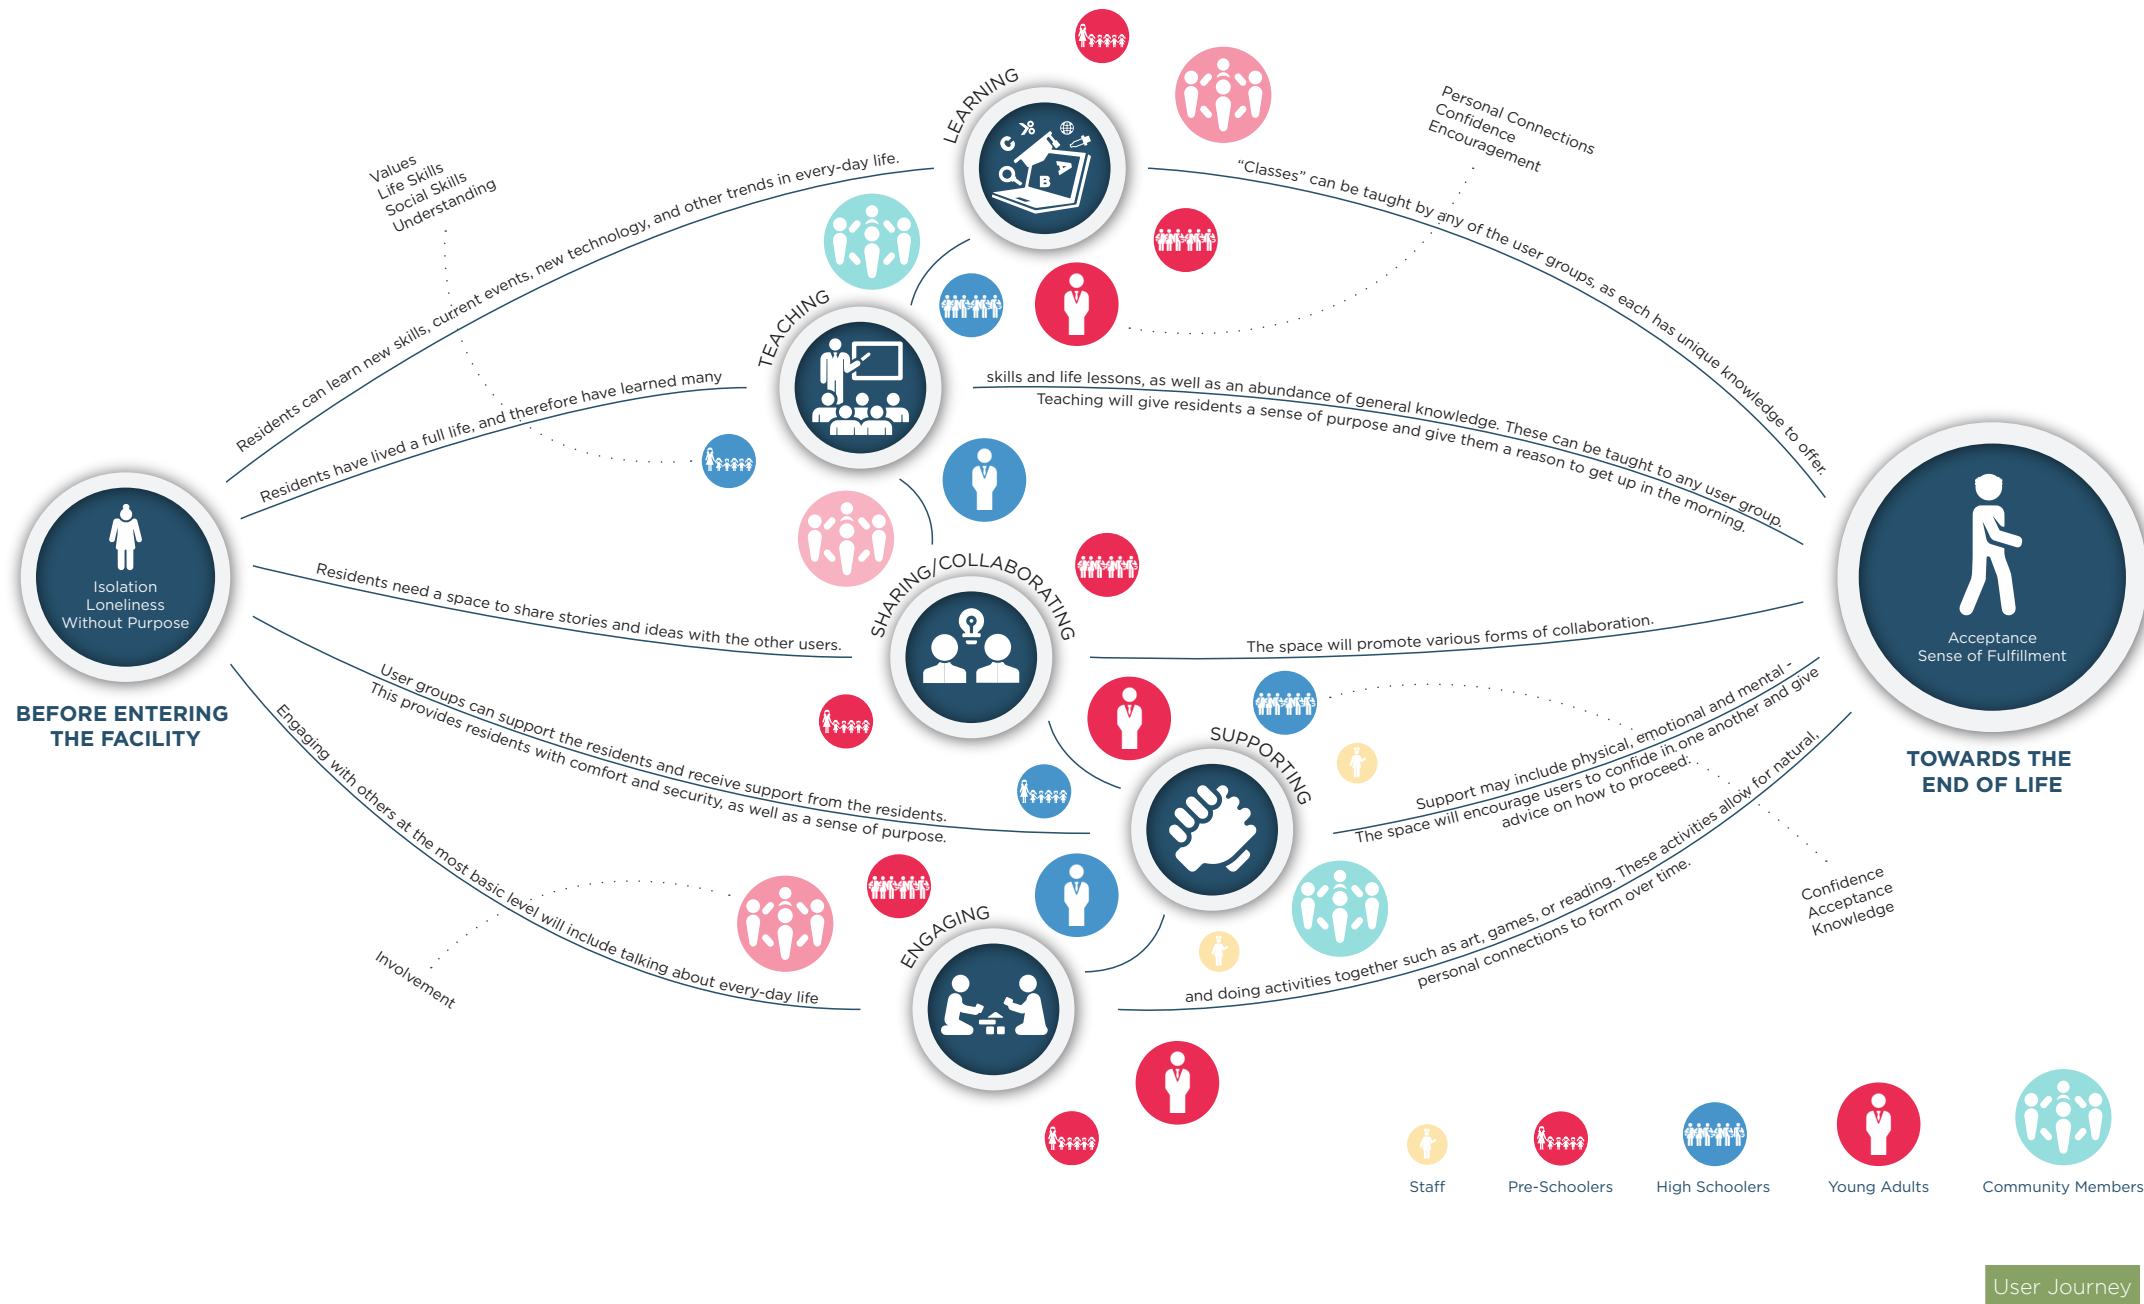 LEARNING
Values
Life Skills
Social Skills
Understanding
Personal Connections
Confidence
Encouragement
Residents can learn new skills, current events, new technology, and other trends in every-day life.
“Classes” can be taught by any of the user groups, as each has unique knowledge to offer.
C
A
B
TEACHING
Residents have lived a full life, and therefore have learned many
skills and life lessons, as well as an abundance of general knowledge. These can be taught to any user group.
Teaching will give residents a sense of purpose and give them a reason to get up in the morning.
Isolation
Loneliness
Without Purpose
BEFORE ENTERING
THE FACILITY
SHARING/COLLABORATING
Residents need a space to share stories and ideas with the other users.
The space will promote various forms of collaboration.
Acceptance
Sense of Fulfillment
TOWARDS THE
END OF LIFE
SUPPORTING
User groups can support the residents and receive support from the residents.
This provides residents with comfort and security, as well as a sense of purpose.
Support may include physical, emotional and mental -
The space will encourage users to confide in one another and give
advice on how to proceed.
Confidence
Acceptance
Knowledge
ENGAGING
Engaging with others at the most basic level will include talking about every-day life
and doing activities together such as art, games, or reading. These activities allow for natural,
personal connections to form over time.
Involvement
Staff
Pre-Schoolers
High Schoolers
Young Adults
Community Members
User Journey